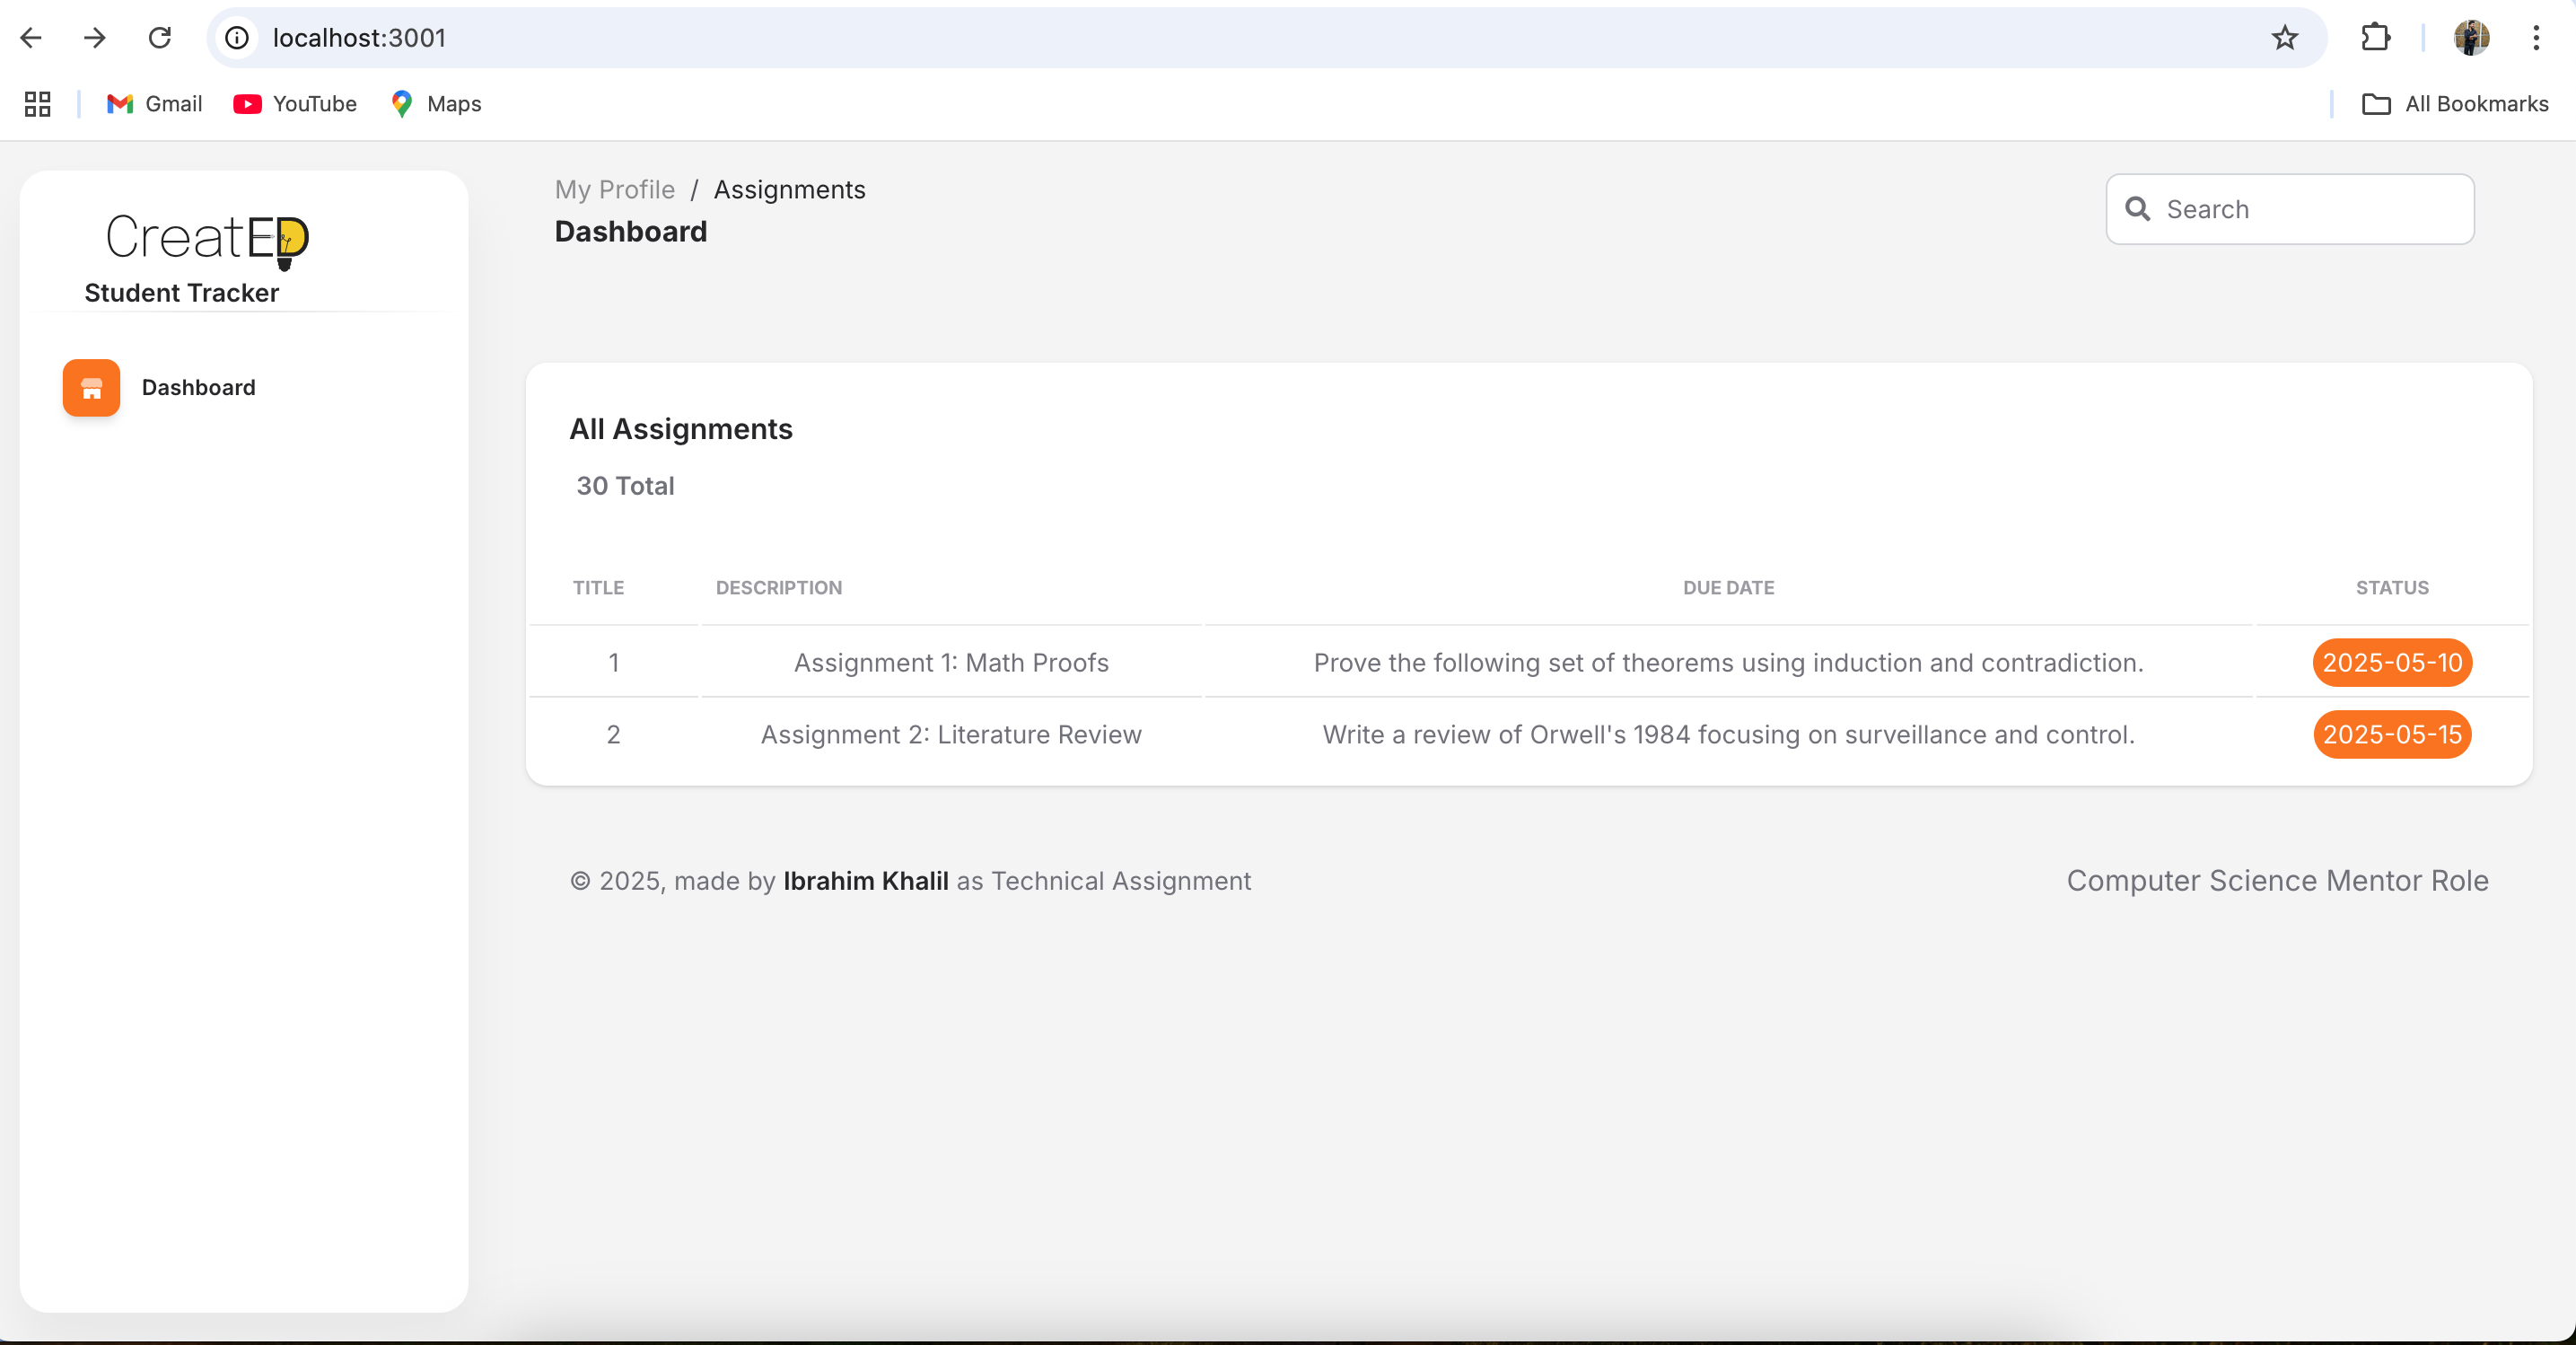 localhost:3001
Gmail YouTube Maps All Bookmarks
CreatED
Student Tracker
Dashboard
My Profile / Assignments
Dashboard
Search
All Assignments
30 Total
TITLE DESCRIPTION DUE DATE STATUS
1 Assignment 1: Math Proofs Prove the following set of theorems using induction and contradiction. 2025-05-10
2 Assignment 2: Literature Review Write a review of Orwell's 1984 focusing on surveillance and control. 2025-05-15
© 2025, made by Ibrahim Khalil as Technical Assignment
Computer Science Mentor Role